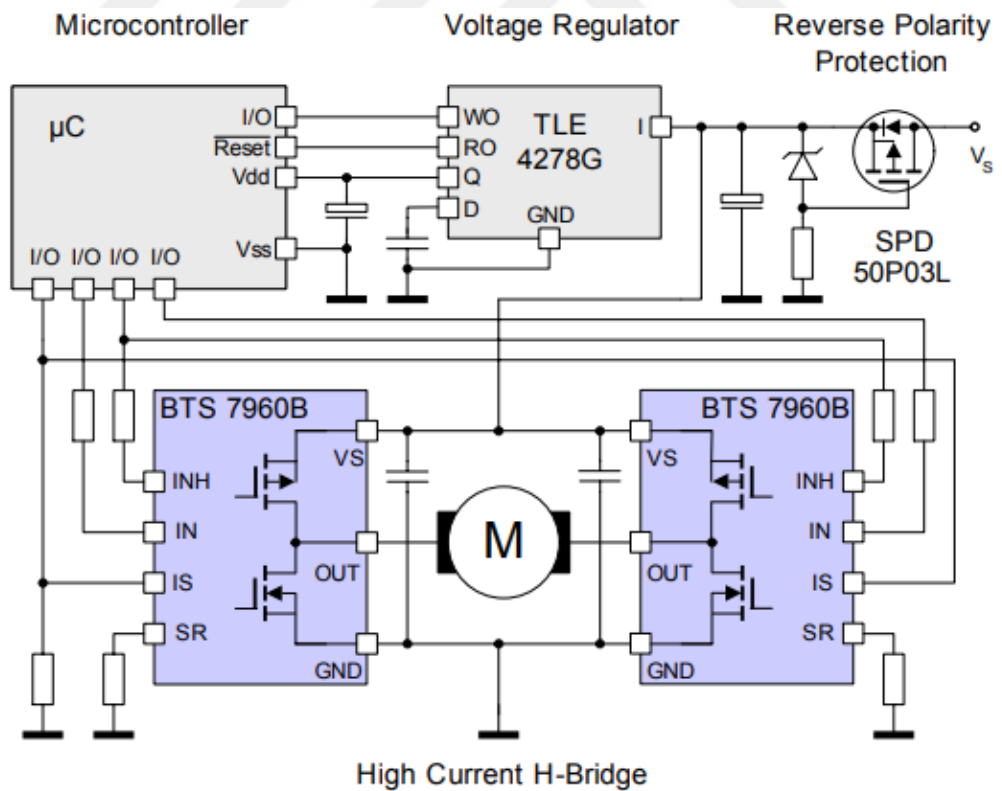 Microcontroller
Voltage Regulator
Reverse Polarity
Protection
µC
I/O
Reset
Vdd
Vss
I/O I/O I/O I/O
WO
RO
Q
D
TLE
4278G
I
GND
V_S
SPD
50P03L
BTS 7960B
VS
INH
IN
IS
SR
OUT
GND
M
BTS 7960B
VS
INH
IN
IS
SR
OUT
GND
High Current H-Bridge